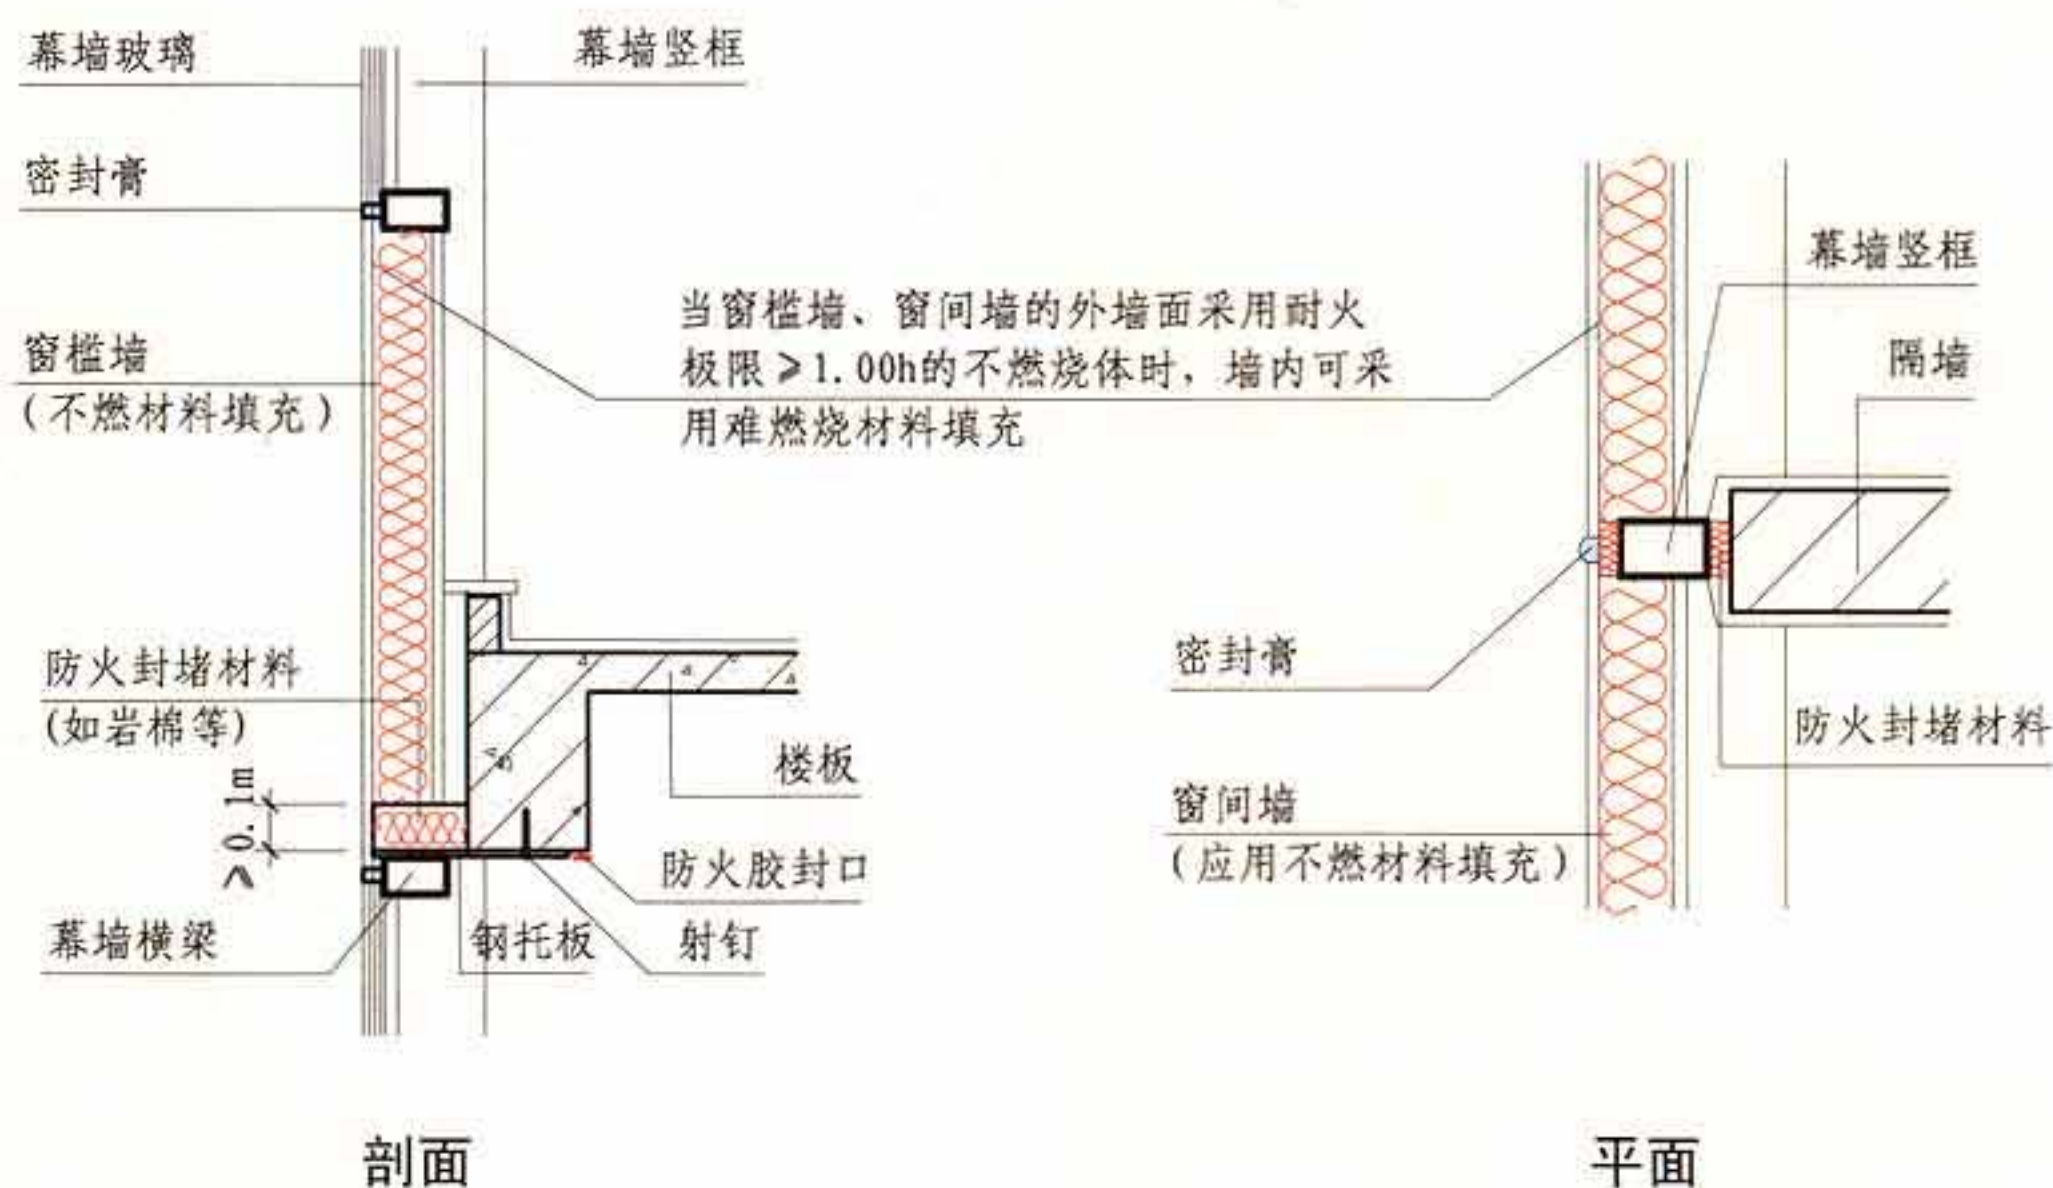 幕墙玻璃
幕墙竖框
密封膏
窗槛墙
(不燃材料填充)
当窗槛墙、窗间墙的外墙面采用耐火
极限≥1.00h的不燃烧体时，墙内可采
用难燃烧材料填充
防火封堵材料
(如岩棉等)
≥0.1m
楼板
防火胶封口
幕墙横梁
钢托板
射钉
剖面
幕墙竖框
隔墙
密封膏
防火封堵材料
窗间墙
(应用不燃材料填充)
平面